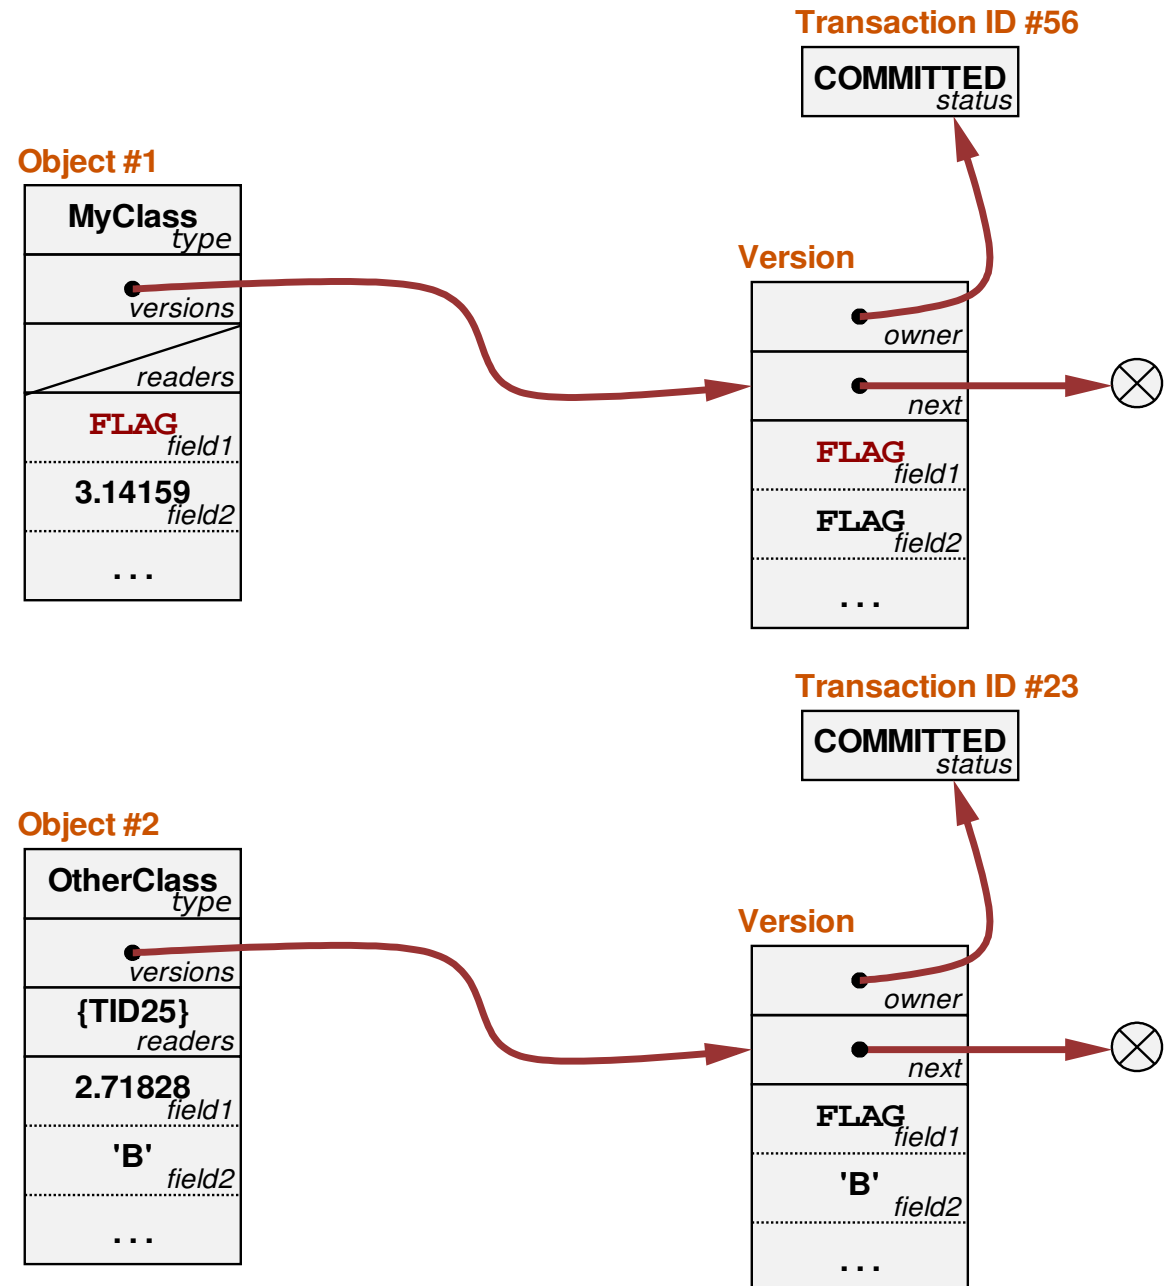 Transaction ID #56
COMMITTED
status
Object #1
MyClass
type
versions
readers
FLAG
field1
3.14159
field2
...
Version
owner
next
FLAG
field1
FLAG
field2
...
Transaction ID #23
COMMITTED
status
Object #2
OtherClass
type
versions
{TID25}
readers
2.71828
field1
'B'
field2
...
Version
owner
next
FLAG
field1
'B'
field2
...